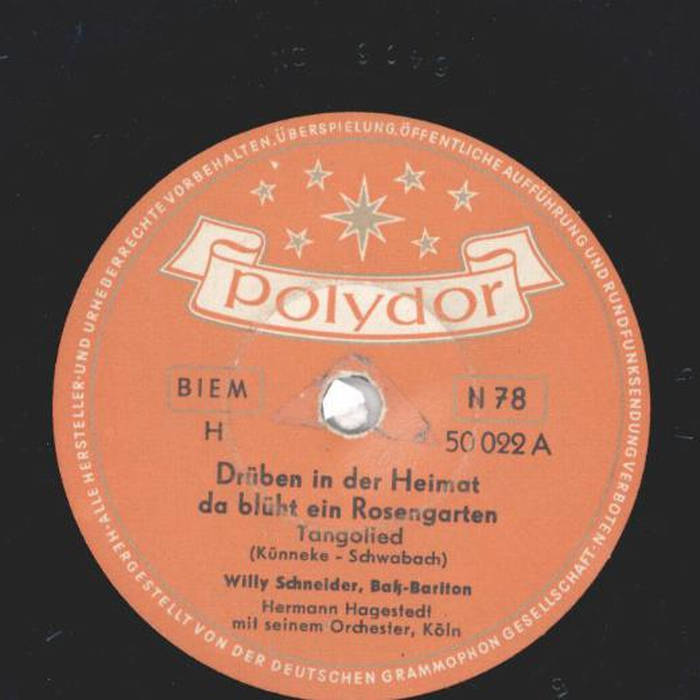 ALLE HERSTELLER-UND URHEBERRECHTE VORBEHALTEN. ÜBERSPIELUNG. ÖFFENTLICHE AUFFÜHRUNG UND RUNDFUNKSENDUNG VERBOTEN
polydor
BIEM
N 78
H
50 022 A
Drüben in der Heimat
da blüht ein Rosengarten
Tangolied
(Künneke - Schwabach)
Willy Schneider, Baß-Bariton
Hermann Hagestedt
mit seinem Orchester, Köln
HERGESTELLT VON DER DEUTSCHEN GRAMMOPHON GESELLSCHAFT